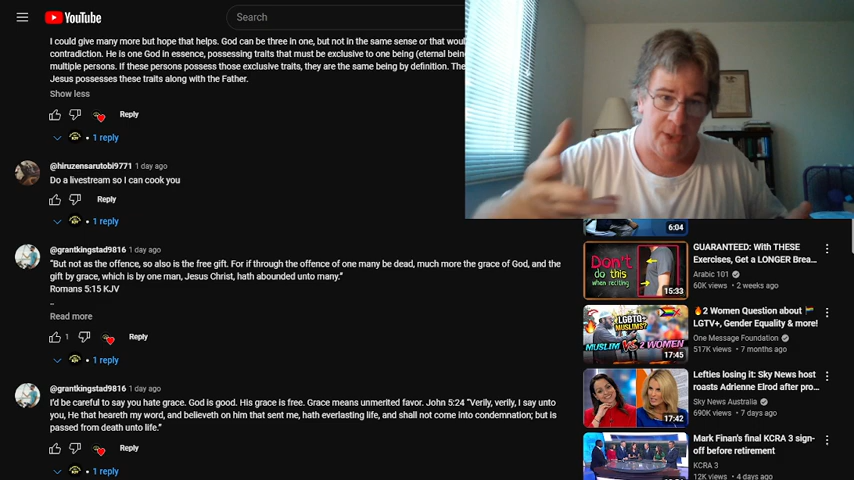 YouTube
Search
I could give many more but hope that helps. God can be three in one, but not in the same sense or that wou
contradiction. He is one God in essence, possessing traits that must be exclusive to one being (eternal bein
multiple persons. If these persons possess those exclusive traits, they are the same being by definition. The
Jesus possesses these traits along with the Father.
Show less
Reply
1 reply
@hiruzensarutobi9771 1 day ago
Do a livestream so I can cook you
Reply
1 reply
@grantkingstad9816 1 day ago
“But not as the offence, so also is the free gift. For if through the offence of one many be dead, much more the grace of God, and the
gift by grace, which is by one man, Jesus Christ, hath abounded unto many.”
Romans 5:15 KJV
..
Read more
1 Reply
1 reply
@grantkingstad9816 1 day ago
I'd be careful to say you hate grace. God is good. His grace is free. Grace means unmerited favor. John 5:24 “Verily, verily, I say unto
you, He that heareth my word, and believeth on him that sent me, hath everlasting life, and shall not come into condemnation; but is
passed from death unto life.”
Reply
1 reply
6:04
Don't
do this
when reciting
15:33
GUARANTEED: With THESE
Exercises, Get a LONGER Brea...
Arabic 101
60K views • 2 weeks ago
LGBTQ+
MUSLIMS?
MUSLIM VS 2 WOMEN
17:45
2 Women Question about
LGTV+, Gender Equality & more!
One Message Foundation
517K views • 7 months ago
17:42
Lefties losing it: Sky News host
roasts Adrienne Elrod after pro...
Sky News Australia
690K views • 7 days ago
Mark Finan's final KCRA 3 sign-
off before retirement
KCRA 3
12K views • 4 days ago